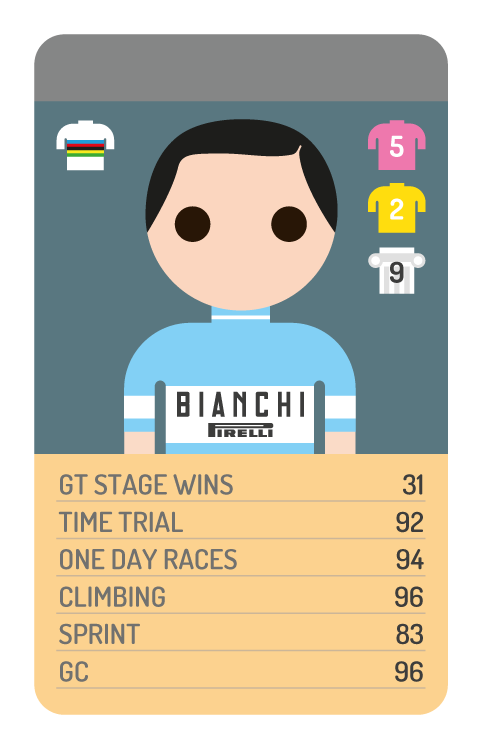 5
2
9
BIANCHI
PIRELLI
GT STAGE WINS 31
TIME TRIAL 92
ONE DAY RACES 94
CLIMBING 96
SPRINT 83
GC 96